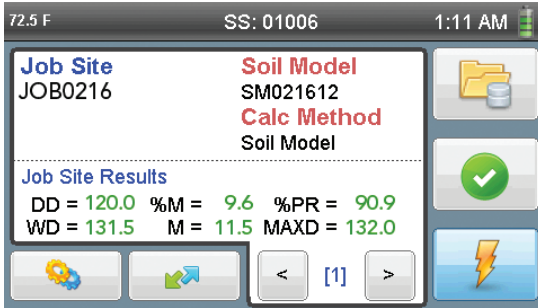 72.5 F SS: 01006 1:11 AM
Job Site Soil Model
JOB0216 SM021612
Calc Method
Soil Model
Job Site Results
DD = 120.0 %M = 9.6 %PR = 90.9
WD = 131.5 M = 11.5 MAXD = 132.0
< [1] >